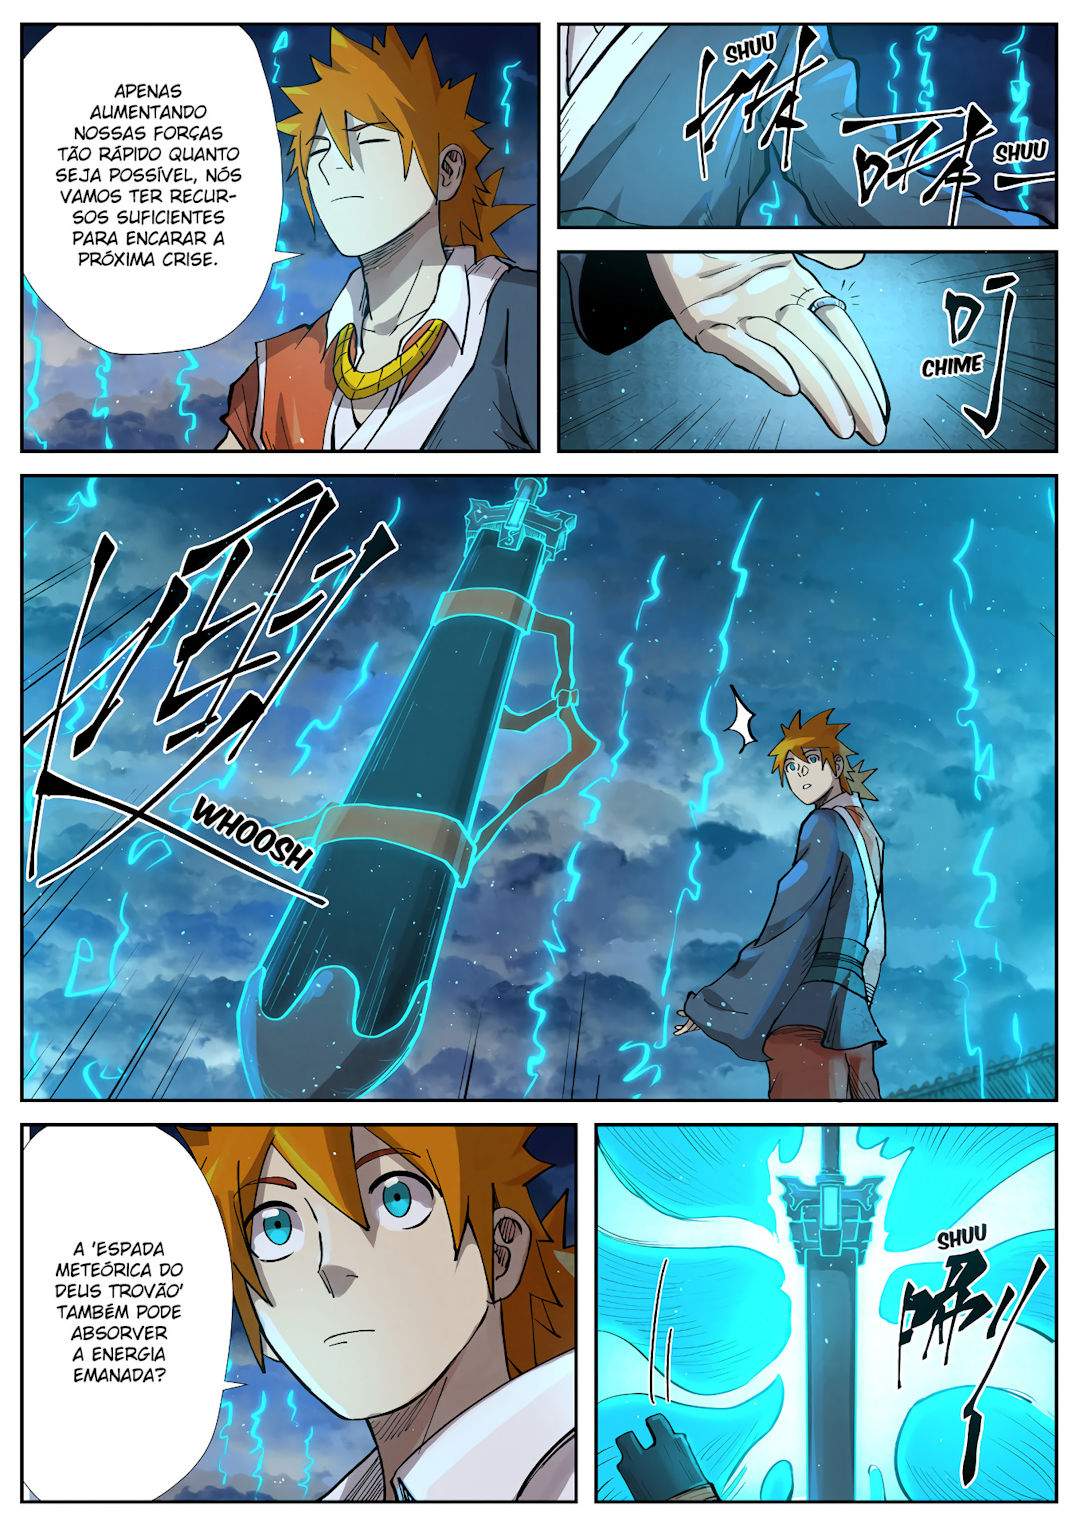 APENAS
AUMENTANDO
NOSSAS FORÇAS
TÃO RÁPIDO QUANTO
SEJA POSSÍVEL, NÓS
VAMOS TER RECUR-
SOS SUFICIENTES
PARA ENCARAR A
PRÓXIMA CRISE.
SHUU
SHUU
CHIME
叮
WHOOSH
A 'ESPADA
METEÓRICA DO
DEUS TROVÃO'
TAMBÉM PODE
ABSORVER
A ENERGIA
EMANADA?
SHUU